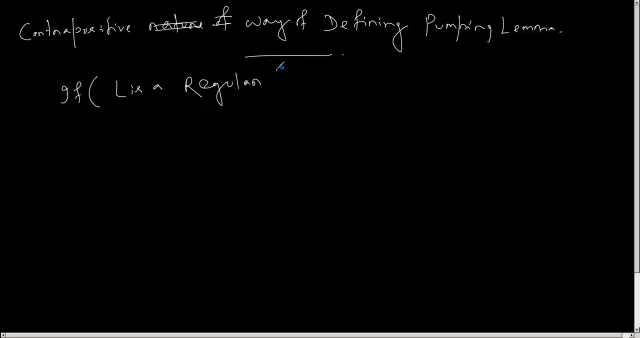 Contrapositive nature of way of Defining Pumping Lemma.
If ( L is a Regular